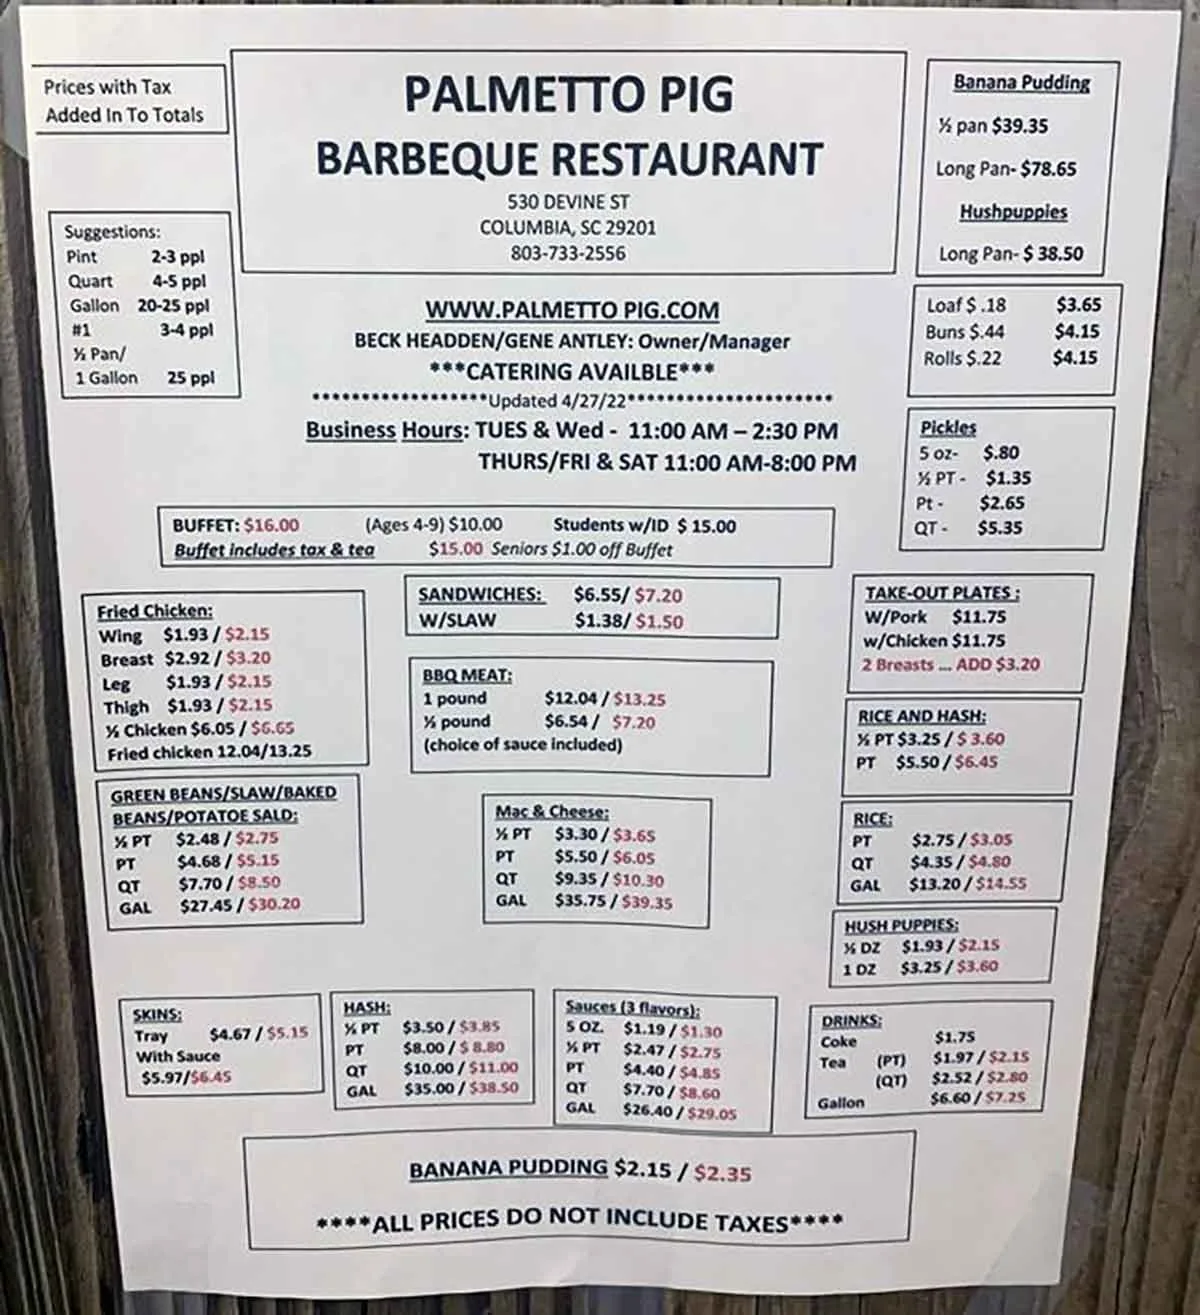 Prices with Tax
Added In To Totals
PALMETTO PIG
BARBEQUE RESTAURANT
530 DEVINE ST
COLUMBIA, SC 29201
803-733-2556
Banana Pudding
½ pan $39.35
Long Pan- $78.65
Hushpuppies
Long Pan- $ 38.50
Suggestions:
Pint 2-3 ppl
Quart 4-5 ppl
Gallon 20-25 ppl
#1 3-4 ppl
½ Pan/
1 Gallon 25 ppl
WWW.PALMETTO PIG.COM
BECK HEADDEN/GENE ANTLEY: Owner/Manager
***CATERING AVAILBLE***
******************Updated 4/27/22*********************
Business Hours: TUES & Wed - 11:00 AM – 2:30 PM
THURS/FRI & SAT 11:00 AM-8:00 PM
Loaf $ .18 $3.65
Buns $.44 $4.15
Rolls $.22 $4.15
Pickles
5 oz- $.80
½ PT - $1.35
Pt - $2.65
QT - $5.35
BUFFET: $16.00 (Ages 4-9) $10.00 Students w/ID $ 15.00
Buffet includes tax & tea $15.00 Seniors $1.00 off Buffet
Fried Chicken:
Wing $1.93 / $2.15
Breast $2.92 / $3.20
Leg $1.93 / $2.15
Thigh $1.93 / $2.15
½ Chicken $6.05 / $6.65
Fried chicken 12.04/13.25
SANDWICHES: $6.55/ $7.20
W/SLAW $1.38/ $1.50
BBQ MEAT:
1 pound $12.04 / $13.25
½ pound $6.54 / $7.20
(choice of sauce included)
TAKE-OUT PLATES :
W/Pork $11.75
w/Chicken $11.75
2 Breasts ... ADD $3.20
RICE AND HASH:
½ PT $3.25 / $ 3.60
PT $5.50 / $6.45
GREEN BEANS/SLAW/BAKED
BEANS/POTATOE SALD:
½ PT $2.48 / $2.75
PT $4.68 / $5.15
QT $7.70 / $8.50
GAL $27.45 / $30.20
Mac & Cheese:
½ PT $3.30 / $3.65
PT $5.50 / $6.05
QT $9.35 / $10.30
GAL $35.75 / $39.35
RICE:
PT $2.75 / $3.05
QT $4.35 / $4.80
GAL $13.20 / $14.55
HUSH PUPPIES:
½ DZ $1.93 / $2.15
1 DZ $3.25 / $3.60
SKINS:
Tray $4.67 / $5.15
With Sauce
$5.97/$6.45
HASH:
½ PT $3.50 / $3.85
PT $8.00 / $ 8.80
QT $10.00 / $11.00
GAL $35.00 / $38.50
Sauces (3 flavors):
5 OZ. $1.19 / $1.30
½ PT $2.47 / $2.75
PT $4.40 / $4.85
QT $7.70 / $8.60
GAL $26.40 / $29.05
DRINKS:
Coke $1.75
Tea (PT) $1.97 / $2.15
(QT) $2.52 / $2.80
Gallon $6.60 / $7.25
BANANA PUDDING $2.15 / $2.35
****ALL PRICES DO NOT INCLUDE TAXES****